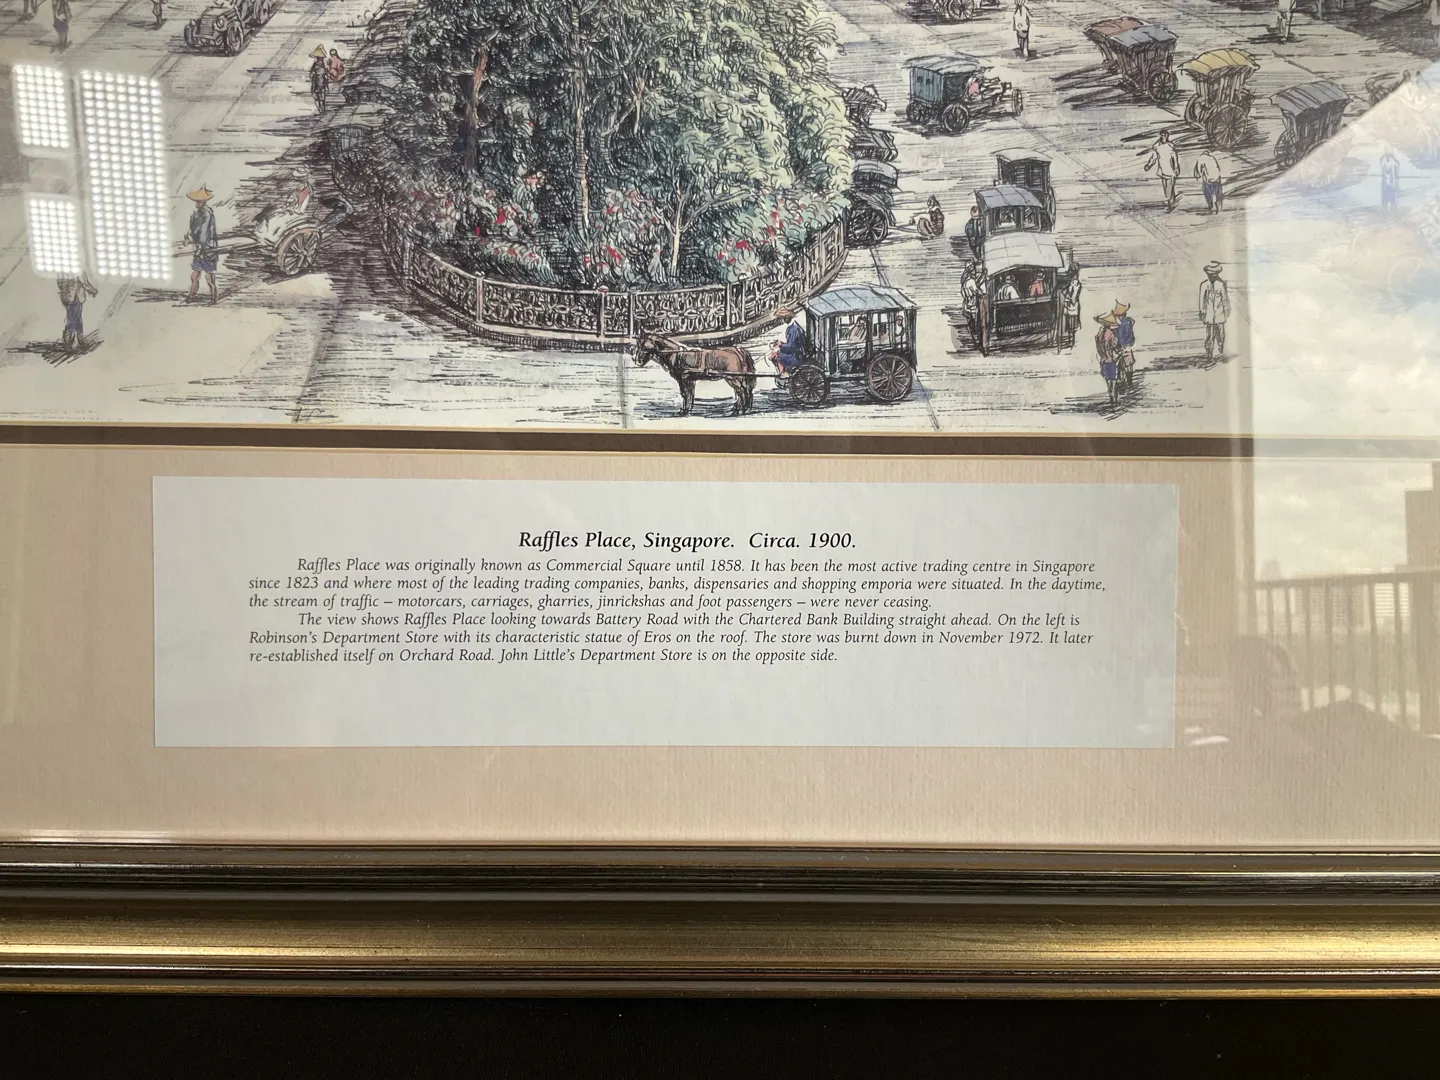 Raffles Place, Singapore.  Circa. 1900.
Raffles Place was originally known as Commercial Square until 1858. It has been the most active trading centre in Singapore
since 1823 and where most of the leading trading companies, banks, dispensaries and shopping emporia were situated. In the daytime,
the stream of traffic – motorcars, carriages, gharries, jinrickshas and foot passengers – were never ceasing.
The view shows Raffles Place looking towards Battery Road with the Chartered Bank Building straight ahead. On the left is
Robinson's Department Store with its characteristic statue of Eros on the roof. The store was burnt down in November 1972. It later
re-established itself on Orchard Road. John Little's Department Store is on the opposite side.